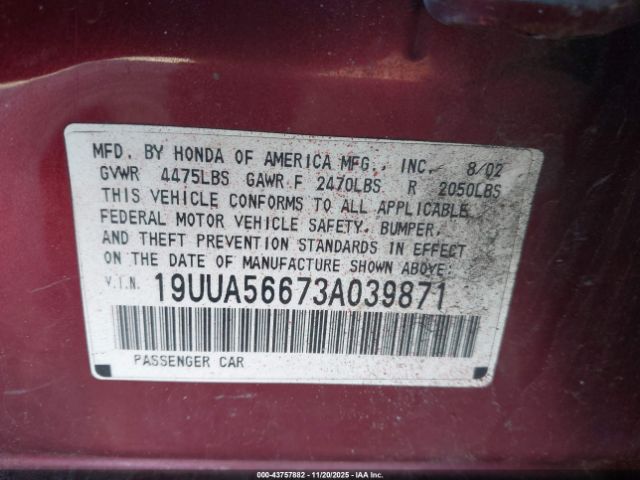 MFD. BY HONDA OF AMERICA MFG., INC. 8/02
GVWR 4475LBS GAWR F 2470LBS R 2050LBS
THIS VEHICLE CONFORMS TO ALL APPLICABLE
FEDERAL MOTOR VEHICLE SAFETY, BUMPER,
AND THEFT PREVENTION STANDARDS IN EFFECT
ON THE DATE OF MANUFACTURE SHOWN ABOVE.
V.I.N. 19UUA56673A039871
PASSENGER CAR
000-43757882 - 11/20/2025 - IAA Inc.